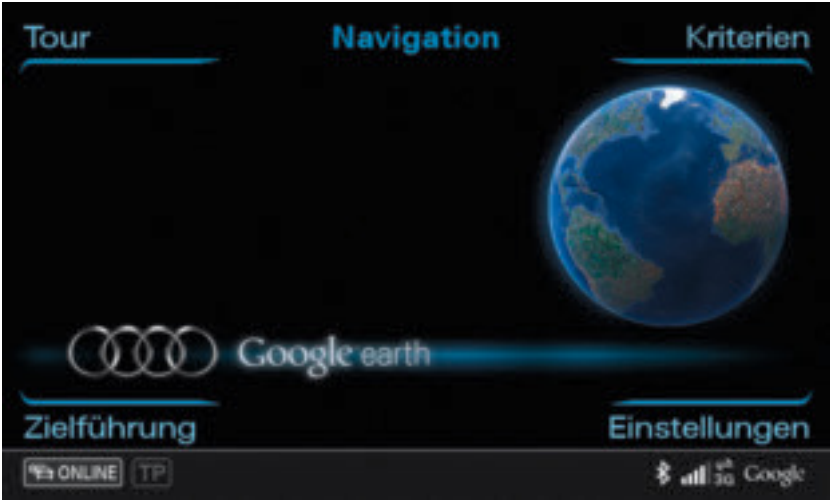 Tour Navigation Kriterien
Google earth
Zielführung Einstellungen
ONLINE TP 3G Google